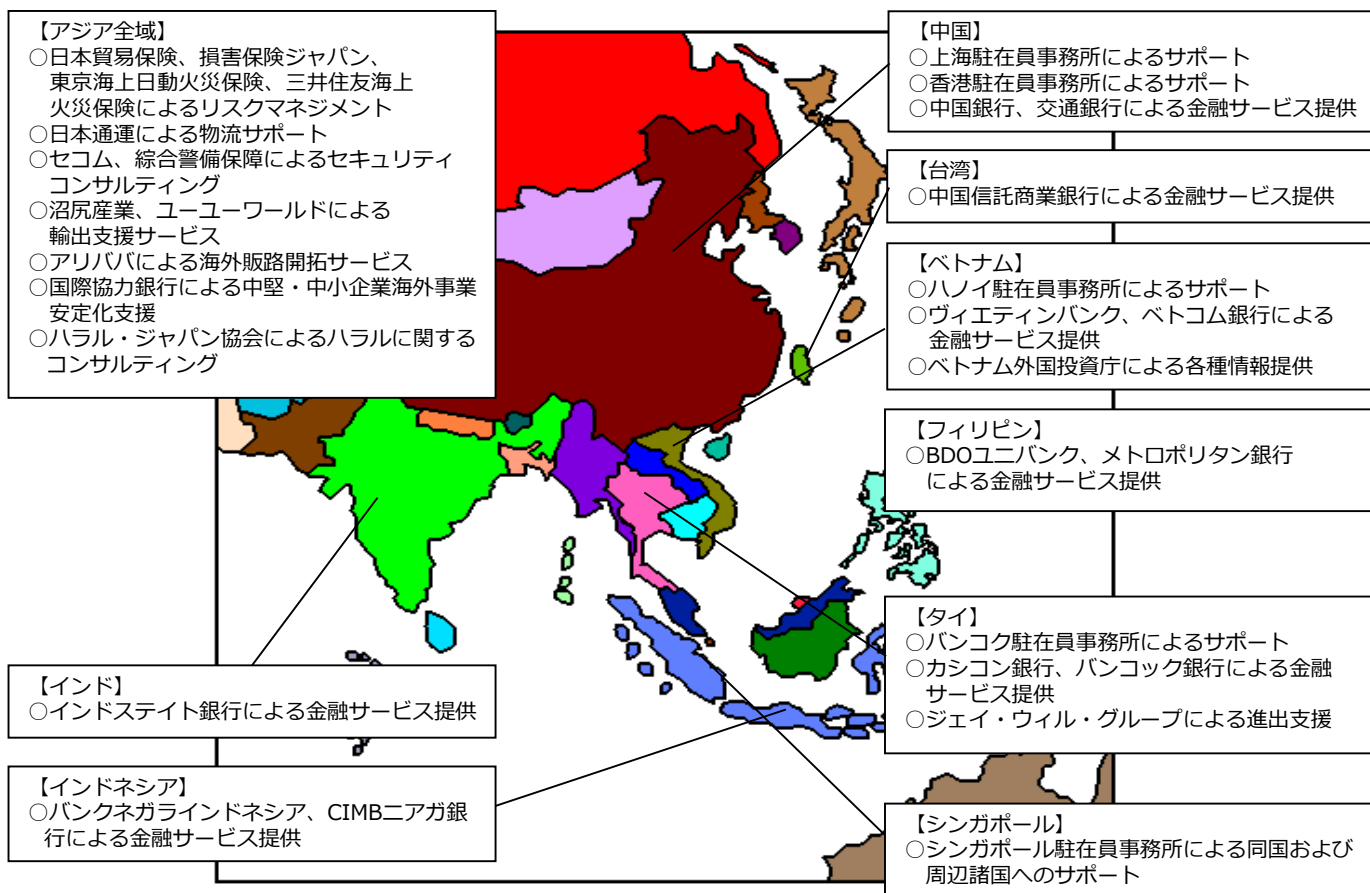 【アジア全域】
○日本貿易保険、損害保険ジャパン、
東京海上日動火災保険、三井住友海上
火災保険によるリスクマネジメント
○日本通運による物流サポート
○セコム、綜合警備保障によるセキュリティ
コンサルティング
○沼尻産業、ユーユーワールドによる
輸出支援サービス
○アリババによる海外販路開拓サービス
○国際協力銀行による中堅・中小企業海外事業
安定化支援
○ハラル・ジャパン協会によるハラルに関する
コンサルティング
【インド】
○インドステイト銀行による金融サービス提供
【インドネシア】
○バンクネガラインドネシア、CIMBニアガ銀
行による金融サービス提供
【中国】
○上海駐在員事務所によるサポート
○香港駐在員事務所によるサポート
○中国銀行、交通銀行による金融サービス提供
【台湾】
○中国信託商業銀行による金融サービス提供
【ベトナム】
○ハノイ駐在員事務所によるサポート
○ヴィエティンバンク、ベトコム銀行による
金融サービス提供
○ベトナム外国投資庁による各種情報提供
【フィリピン】
○BDOユニバンク、メトロポリタン銀行
による金融サービス提供
【タイ】
○バンコク駐在員事務所によるサポート
○カシコン銀行、バンコック銀行による金融
サービス提供
○ジェイ・ウィル・グループによる進出支援
【シンガポール】
○シンガポール駐在員事務所による同国および
周辺諸国へのサポート